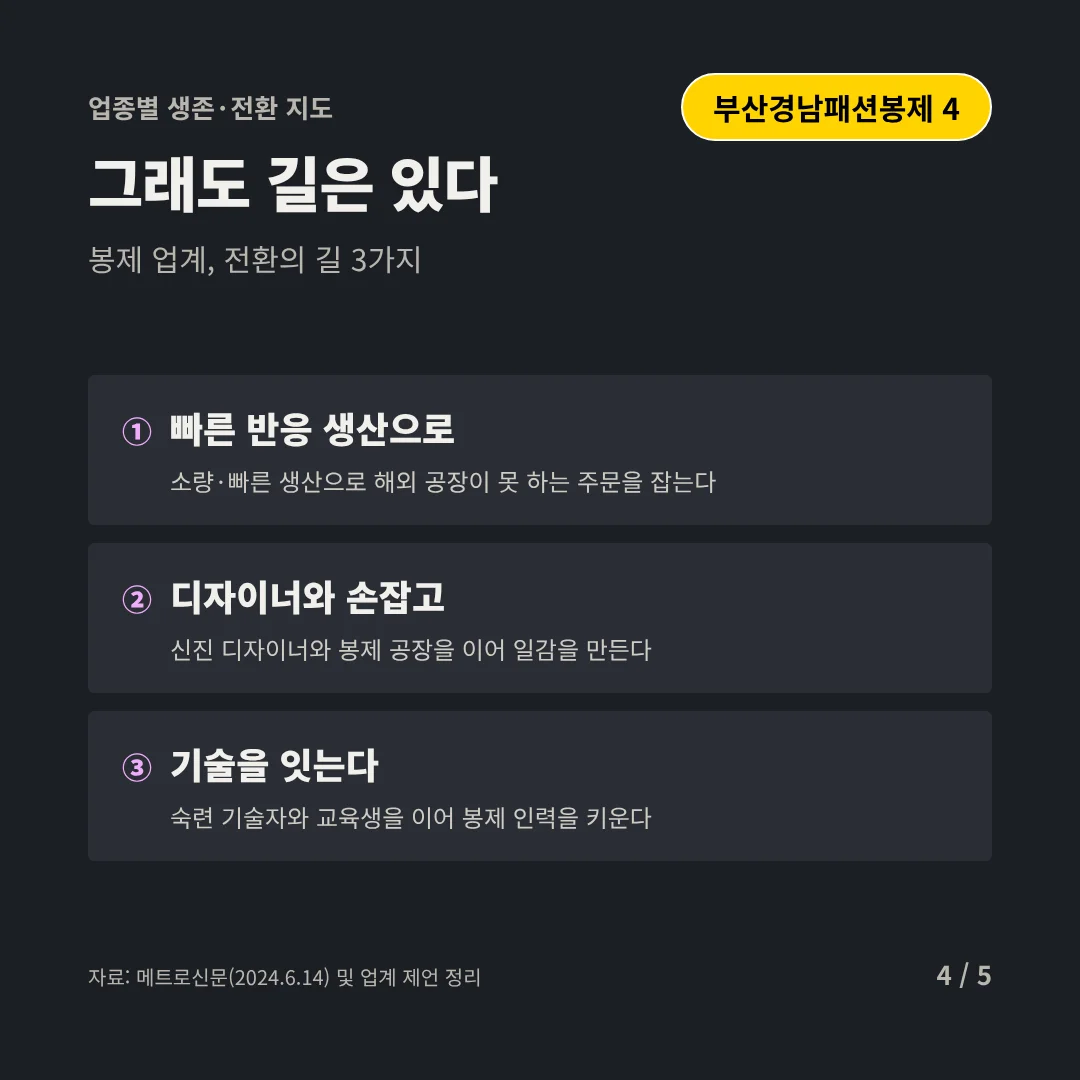 업종별 생존·전환 지도
부산경남패션봉제 4
그래도 길은 있다
봉제 업계, 전환의 길 3가지
① 빠른 반응 생산으로
소량·빠른 생산으로 해외 공장이 못 하는 주문을 잡는다
② 디자이너와 손잡고
신진 디자이너와 봉제 공장을 이어 일감을 만든다
③ 기술을 잇는다
숙련 기술자와 교육생을 이어 봉제 인력을 키운다
자료: 메트로신문(2024.6.14) 및 업계 제언 정리
4 / 5